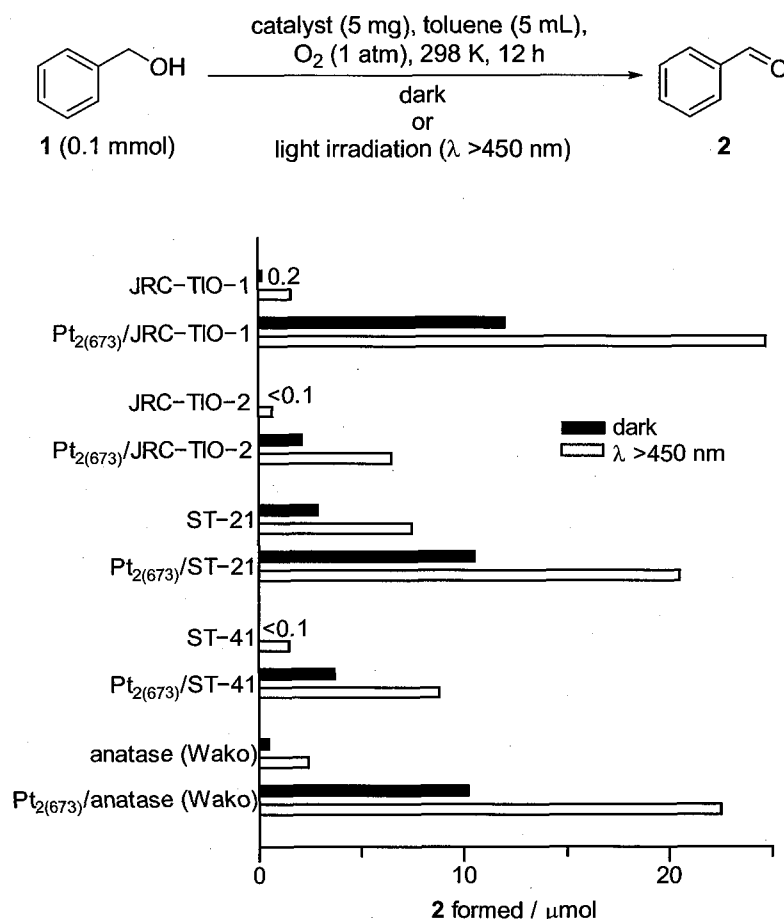 catalyst (5 mg), toluene (5 mL),
O2 (1 atm), 298 K, 12 h
OH
O
dark
or
light irradiation (λ >450 nm)
1 (0.1 mmol)
2
JRC−TIO−1
0.2
Pt2(673)/JRC−TIO−1
JRC−TIO−2
<0.1
Pt2(673)/JRC−TIO−2
dark
λ >450 nm
ST−21
Pt2(673)/ST−21
ST−41
<0.1
Pt2(673)/ST−41
anatase (Wako)
Pt2(673)/anatase (Wako)
0
10
20
2 formed / μmol